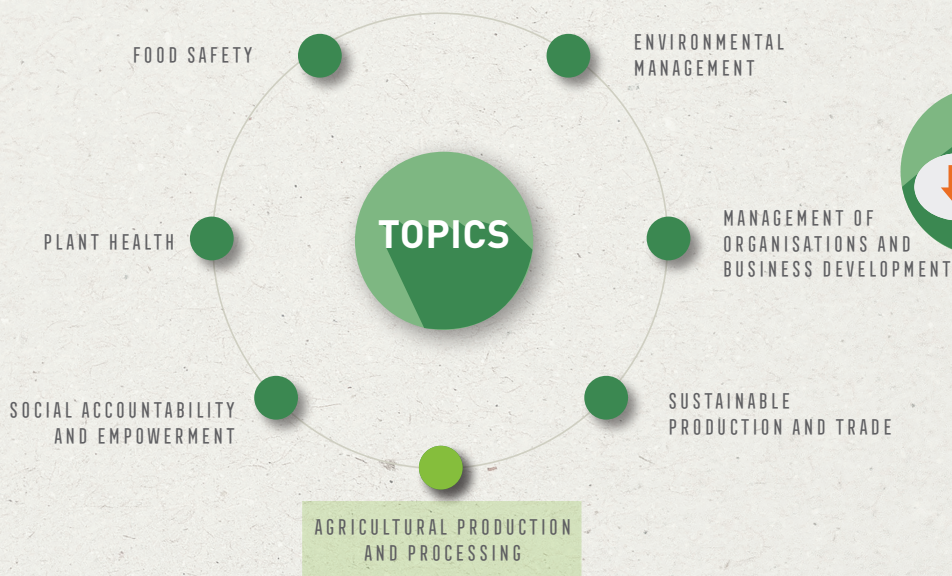 FOOD SAFETY
ENVIRONMENTAL
MANAGEMENT
TOPICS
PLANT HEALTH
MANAGEMENT OF
ORGANISATIONS AND
BUSINESS DEVELOPMENT
SOCIAL ACCOUNTABILITY
AND EMPOWERMENT
SUSTAINABLE
PRODUCTION AND TRADE
AGRICULTURAL PRODUCTION
AND PROCESSING